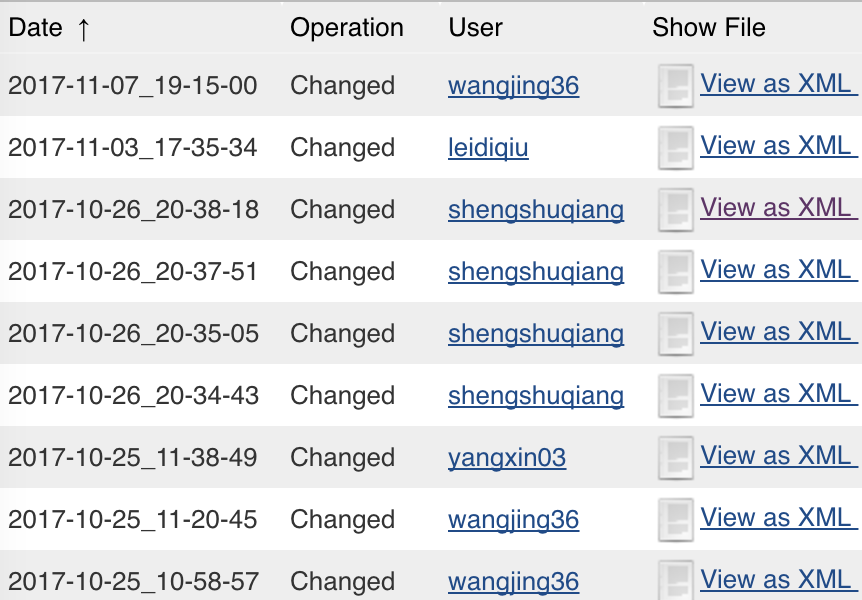 Date ↑ Operation User Show File
2017-11-07_19-15-00 Changed wangjing36 View as XML
2017-11-03_17-35-34 Changed leidiqiu View as XML
2017-10-26_20-38-18 Changed shengshuqiang View as XML
2017-10-26_20-37-51 Changed shengshuqiang View as XML
2017-10-26_20-35-05 Changed shengshuqiang View as XML
2017-10-26_20-34-43 Changed shengshuqiang View as XML
2017-10-25_11-38-49 Changed yangxin03 View as XML
2017-10-25_11-20-45 Changed wangjing36 View as XML
2017-10-25_10-58-57 Changed wangjing36 View as XML